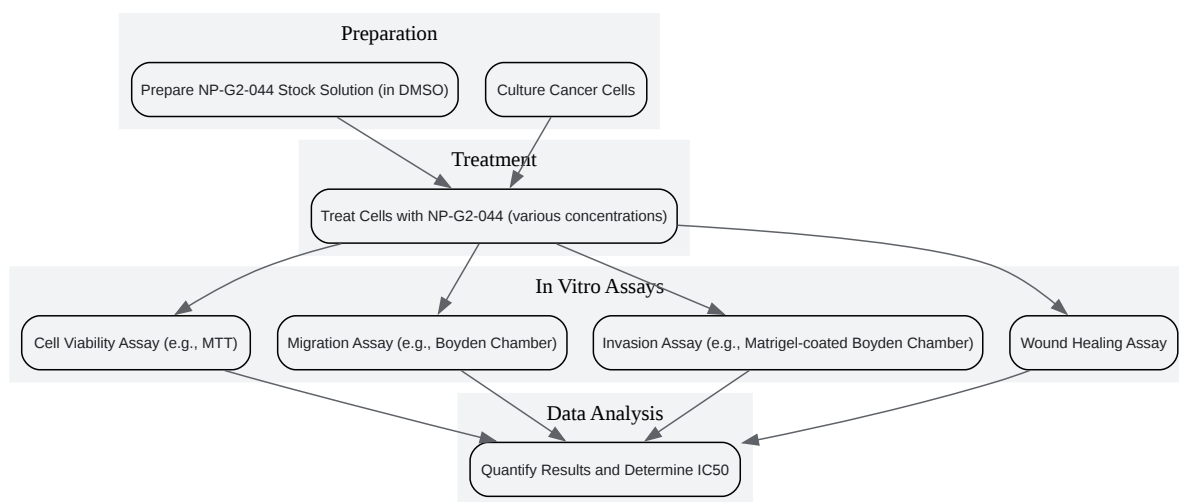 Preparation
Prepare NP-G2-044 Stock Solution (in DMSO)
Culture Cancer Cells
Treatment
Treat Cells with NP-G2-044 (various concentrations)
In Vitro Assays
Cell Viability Assay (e.g., MTT)
Migration Assay (e.g., Boyden Chamber)
Invasion Assay (e.g., Matrigel-coated Boyden Chamber)
Wound Healing Assay
Data Analysis
Quantify Results and Determine IC50